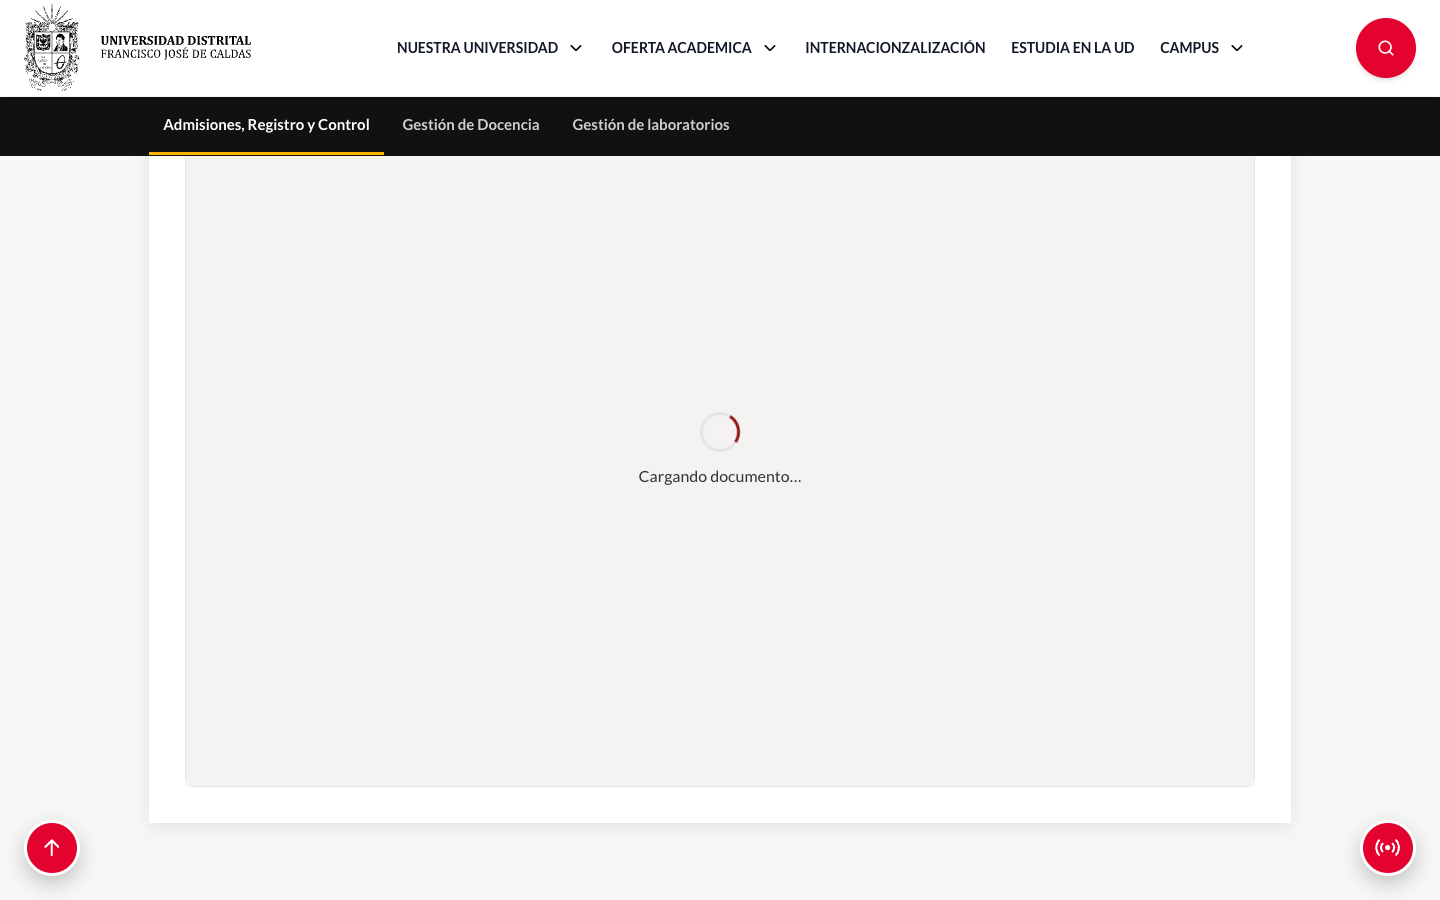 UNIVERSIDAD DISTRITAL
FRANCISCO JOSÉ DE CALDAS
NUESTRA UNIVERSIDAD
OFERTA ACADEMICA
INTERNACIONZALIZACIÓN
ESTUDIA EN LA UD
CAMPUS
Admisiones, Registro y Control
Gestión de Docencia
Gestión de laboratorios
Cargando documento...